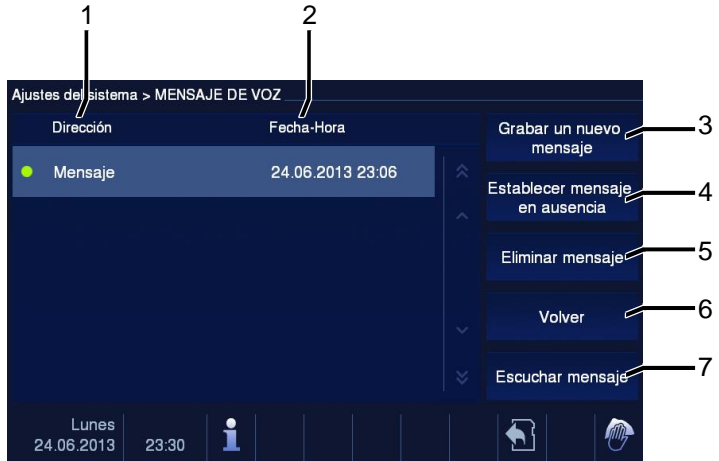 1
2
Ajustes del sistema > MENSAJE DE VOZ
Dirección Fecha-Hora
Mensaje 24.06.2013 23:06
Grabar un nuevo
mensaje
3
Establecer mensaje
en ausencia
4
Eliminar mensaje
5
Volver
6
Escuchar mensaje
7
Lunes
24.06.2013 23:30